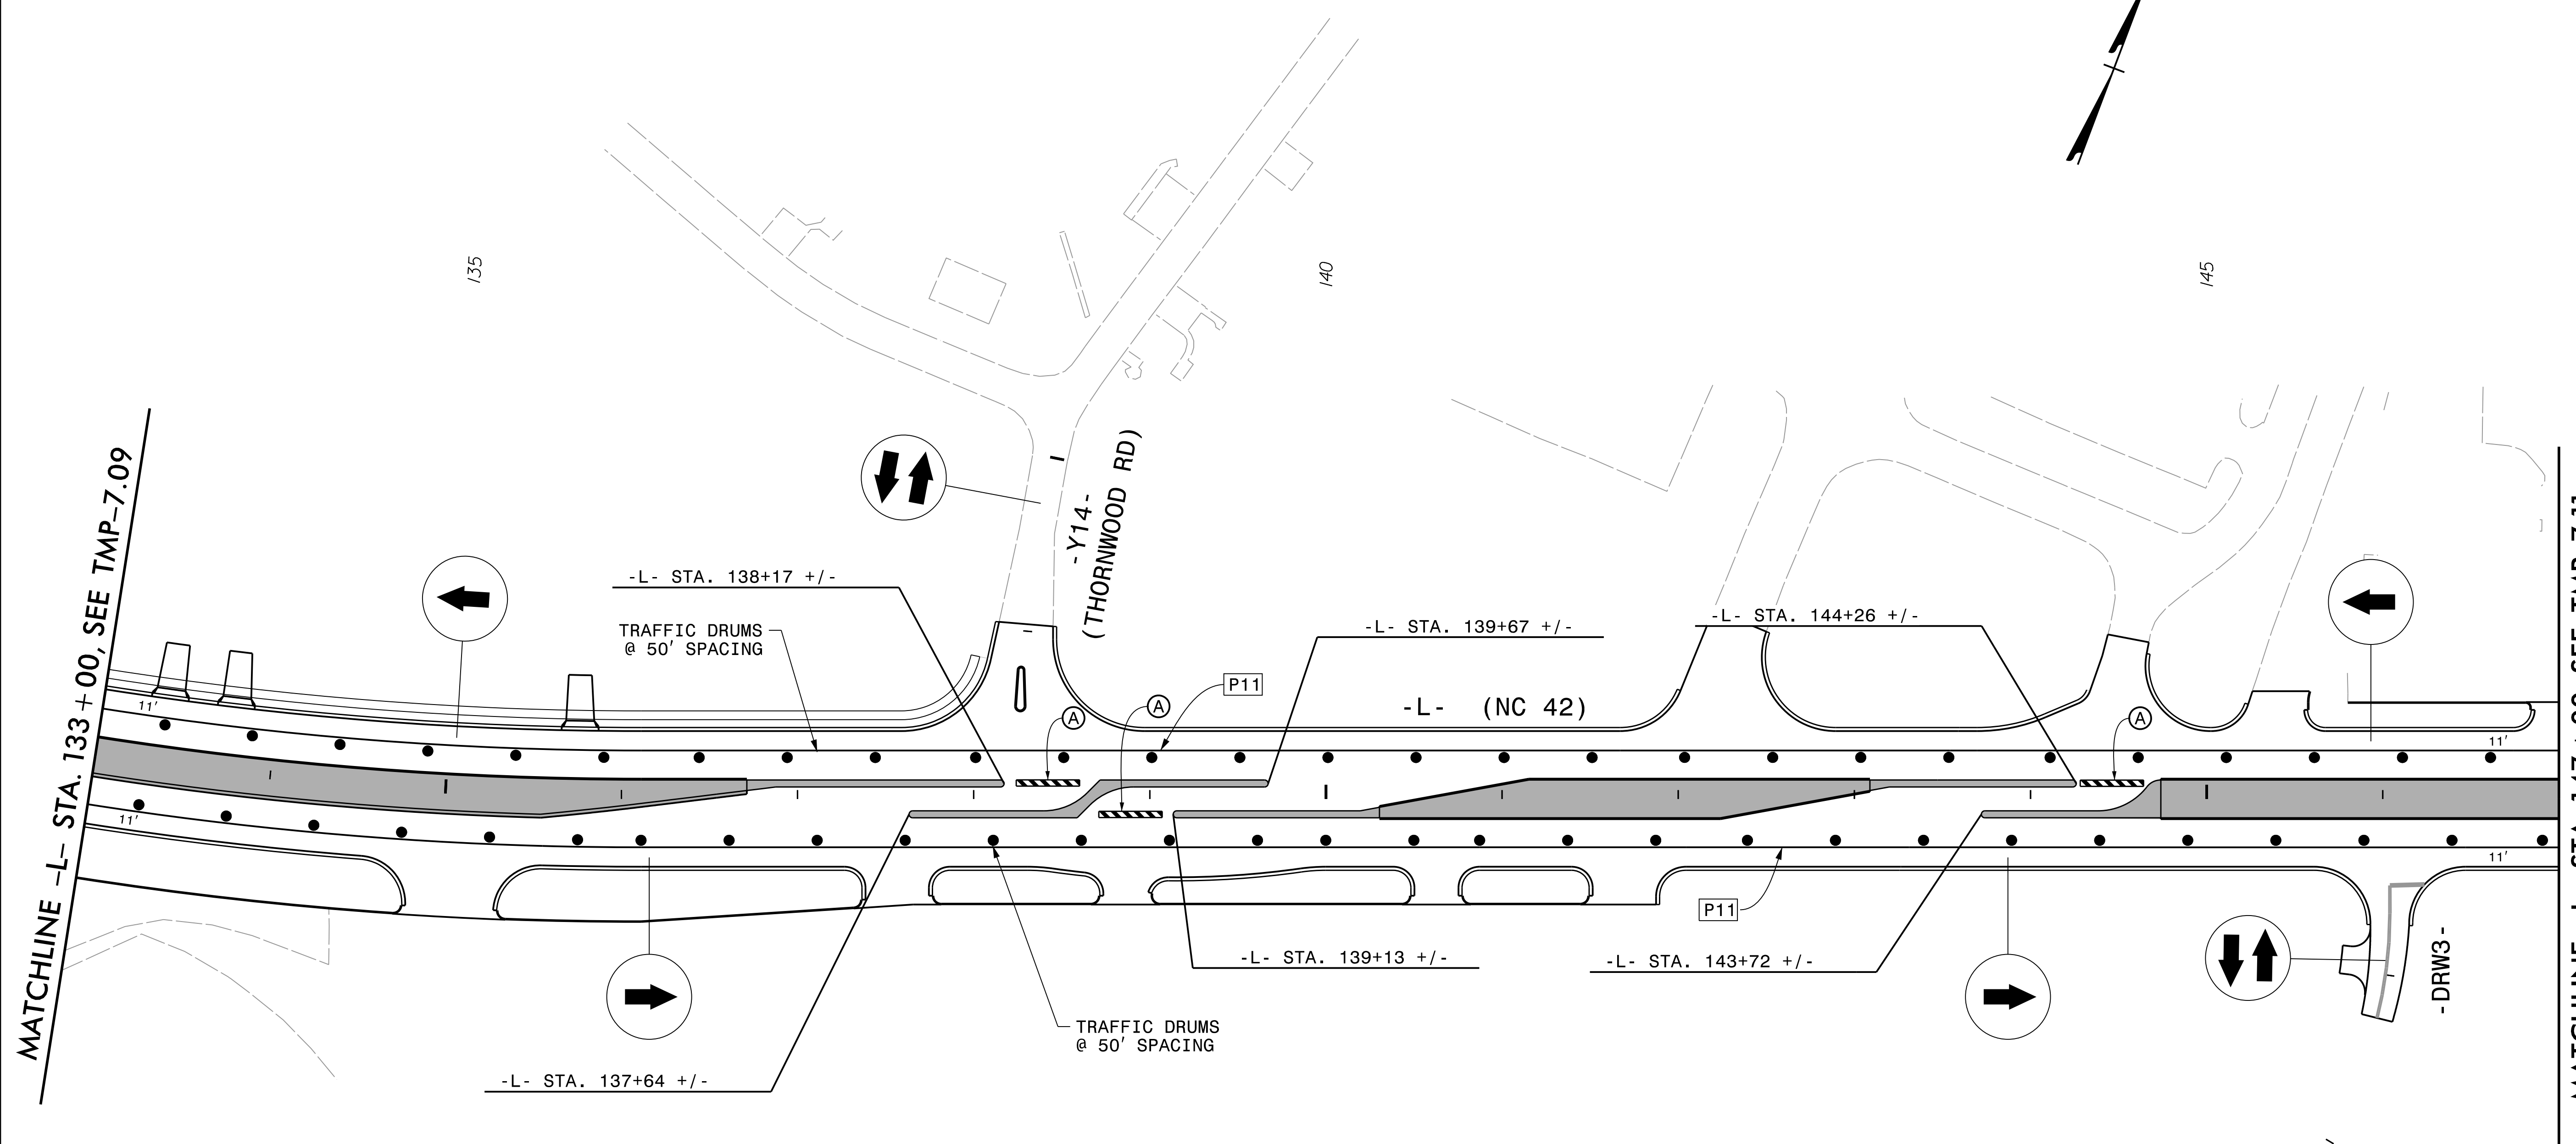 135
140
145
MATCHLINE -L- STA. 133+00, SEE TMP-7.09
-Y14-
(THORNWOOD RD)
-L- STA. 138+17 +/-
TRAFFIC DRUMS
@ 50' SPACING
-L- STA. 139+67 +/-
-L- STA. 144+26 +/-
P11
A
A
A
-L- (NC 42)
11'
11'
11'
11'
P11
-L- STA. 139+13 +/-
-L- STA. 143+72 +/-
-DRW3-
TRAFFIC DRUMS
@ 50' SPACING
-L- STA. 137+64 +/-